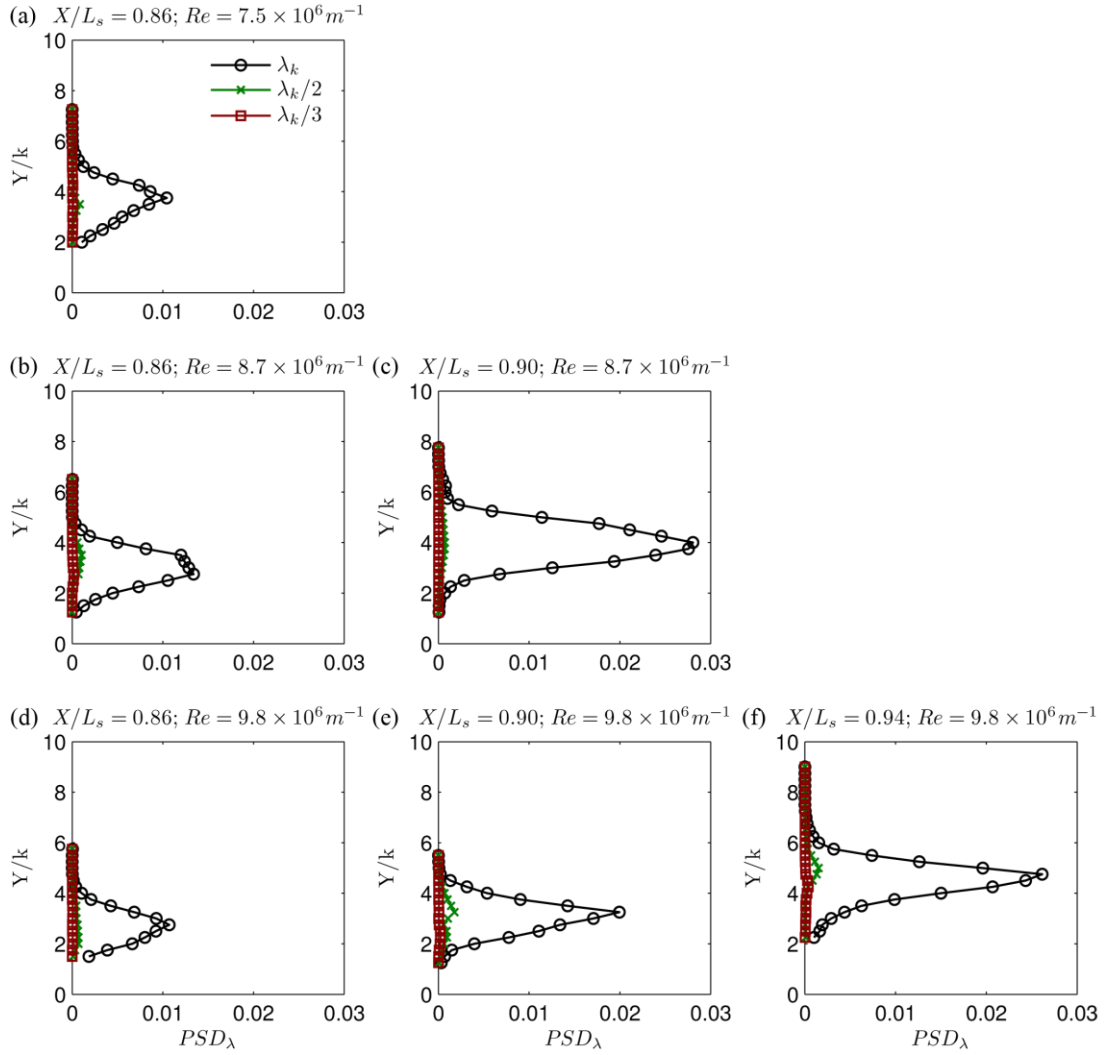 (a) X/L_s = 0.86; Re = 7.5 × 10^6 m^{-1}
10
λ_k
8
λ_k/2
λ_k/3
6
Y/k
4
2
0
0 0.01 0.02 0.03
(b) X/L_s = 0.86; Re = 8.7 × 10^6 m^{-1} (c) X/L_s = 0.90; Re = 8.7 × 10^6 m^{-1}
10 10
8 8
6 6
Y/k Y/k
4 4
2 2
0 0
0 0.01 0.02 0.03 0 0.01 0.02 0.03
(d) X/L_s = 0.86; Re = 9.8 × 10^6 m^{-1} (e) X/L_s = 0.90; Re = 9.8 × 10^6 m^{-1} (f) X/L_s = 0.94; Re = 9.8 × 10^6 m^{-1}
10 10 10
8 8 8
6 6 6
Y/k Y/k Y/k
4 4 4
2 2 2
0 0 0
0 0.01 0.02 0.03 0 0.01 0.02 0.03 0 0.01 0.02 0.03
PSD_λ PSD_λ PSD_λ